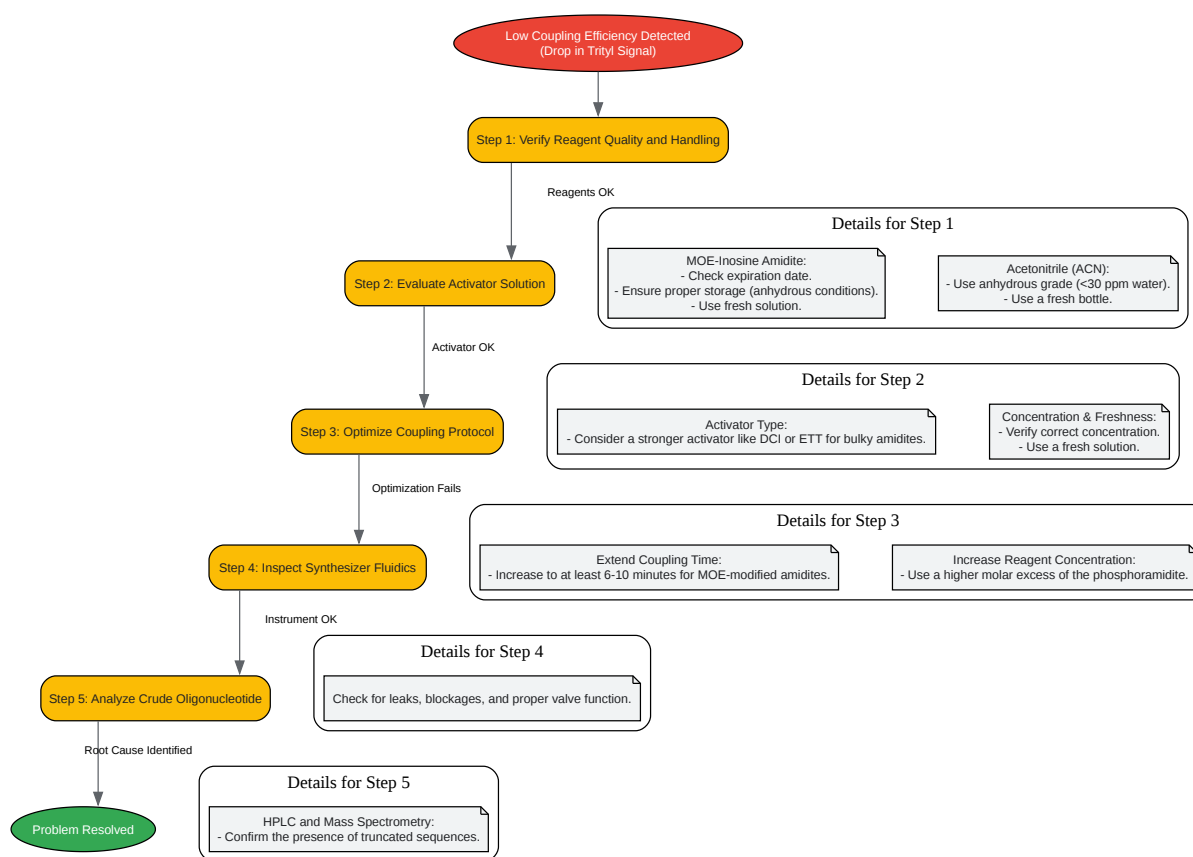 Low Coupling Efficiency Detected
(Drop in Trityl Signal)
Step 1: Verify Reagent Quality and Handling
Reagents OK
Details for Step 1
MOE-Inosine Amidite:
- Check expiration date.
- Ensure proper storage (anhydrous conditions).
- Use fresh solution.
Acetonitrile (ACN):
- Use anhydrous grade (<30 ppm water).
- Use a fresh bottle.
Step 2: Evaluate Activator Solution
Activator OK
Details for Step 2
Activator Type:
- Consider a stronger activator like DCI or ETT for bulky amidites.
Concentration & Freshness:
- Verify correct concentration.
- Use a fresh solution.
Step 3: Optimize Coupling Protocol
Optimization Fails
Details for Step 3
Extend Coupling Time:
- Increase to at least 6-10 minutes for MOE-modified amidites.
Increase Reagent Concentration:
- Use a higher molar excess of the phosphoramidite.
Step 4: Inspect Synthesizer Fluidics
Instrument OK
Details for Step 4
Check for leaks, blockages, and proper valve function.
Step 5: Analyze Crude Oligonucleotide
Root Cause Identified
Details for Step 5
HPLC and Mass Spectrometry:
- Confirm the presence of truncated sequences.
Problem Resolved